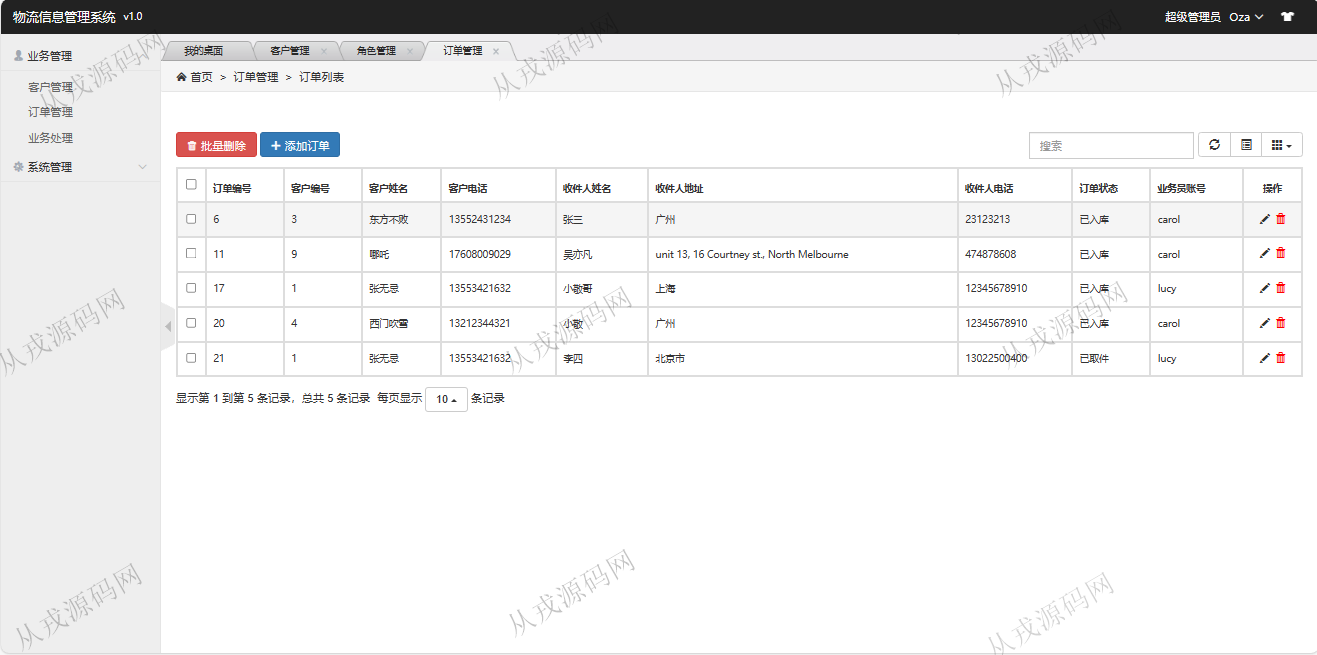 物流信息管理系统 v1.0
超级管理员 Oza
业务管理
客户管理
订单管理
业务处理
系统管理
我的桌面 客户管理 × 角色管理 × 订单管理 ×
首页 > 订单管理 > 订单列表
批量删除 添加订单
搜索
订单编号 客户编号 客户姓名 客户电话 收件人姓名 收件人地址 收件人电话 订单状态 业务员账号 操作
6 3 东方不败 13552431234 张三 广州 23123213 已入库 carol
11 9 哪吒 17608009029 吴亦凡 unit 13, 16 Courtney st., North Melbourne 474878608 已入库 carol
17 1 张无忌 13553421632 小敬哥 上海 12345678910 已入库 lucy
20 4 西门吹雪 13212344321 小敬 广州 12345678910 已入库 carol
21 1 张无忌 13553421632 李四 北京市 13022500400 已取件 lucy
显示第 1 到第 5 条记录，总共 5 条记录 每页显示 10 条记录
从戎源码网
从戎源码网
从戎源码网
从戎源码网
从戎源码网
从戎源码网
从戎源码网
从戎源码网
从戎源码网